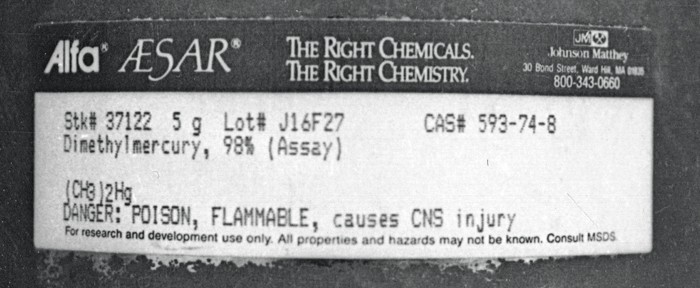 Alfa® ÆSAR®
THE RIGHT CHEMICALS.
THE RIGHT CHEMISTRY.
JM
Johnson Matthey
30 Bond Street, Ward Hill, MA 01835
800-343-0660
Stk# 37122 5 g Lot# J16F27 CAS# 593-74-8
Dimethylmercury, 98% (Assay)
(CH3)2Hg
DANGER: POISON, FLAMMABLE, causes CNS injury
For research and development use only. All properties and hazards may not be known. Consult MSDS.